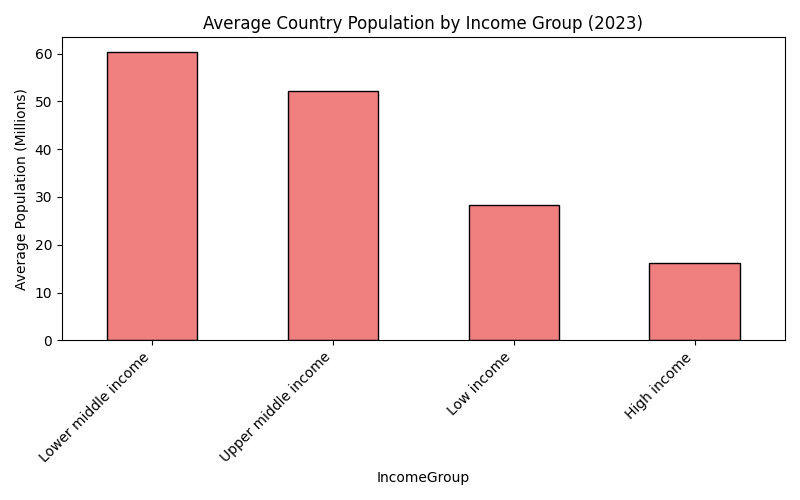 Average Country Population by Income Group (2023)
Average Population (Millions)
60
50
40
30
20
10
0
Lower middle income
Upper middle income
Low income
High income
IncomeGroup